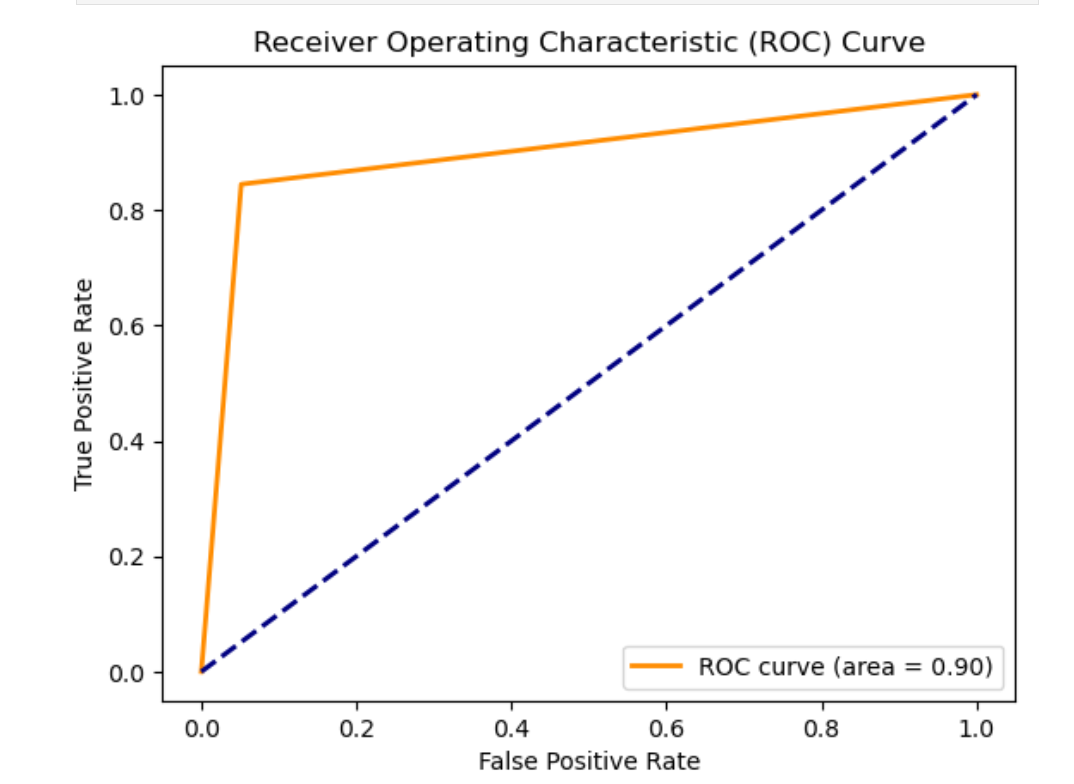 Receiver Operating Characteristic (ROC) Curve
1.0
0.8
0.6
0.4
0.2
0.0
True Positive Rate
ROC curve (area = 0.90)
0.0 0.2 0.4 0.6 0.8 1.0
False Positive Rate